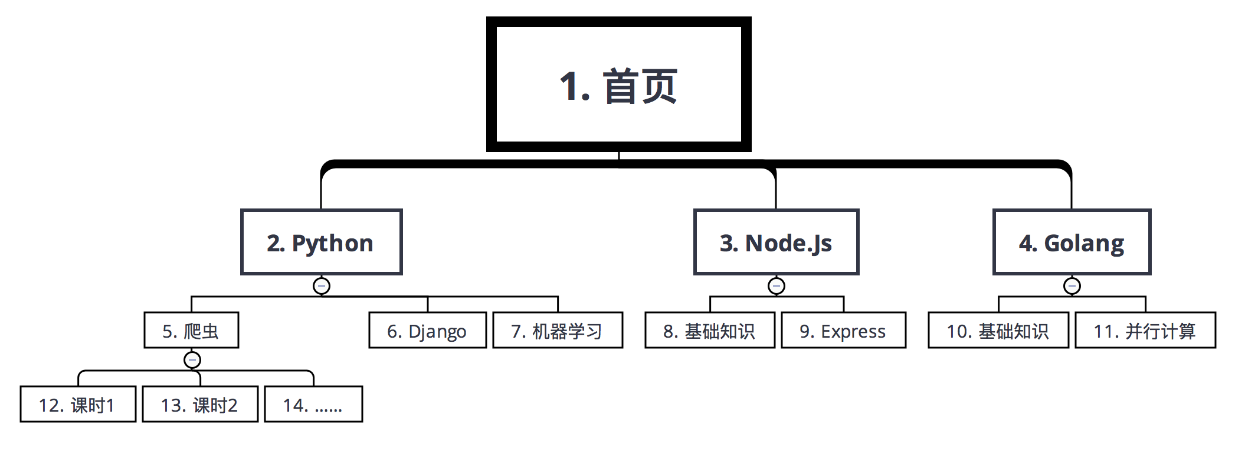 1. 首页
2. Python
3. Node.Js
4. Golang
5. 爬虫
6. Django
7. 机器学习
8. 基础知识
9. Express
10. 基础知识
11. 并行计算
12. 课时1
13. 课时2
14. ......